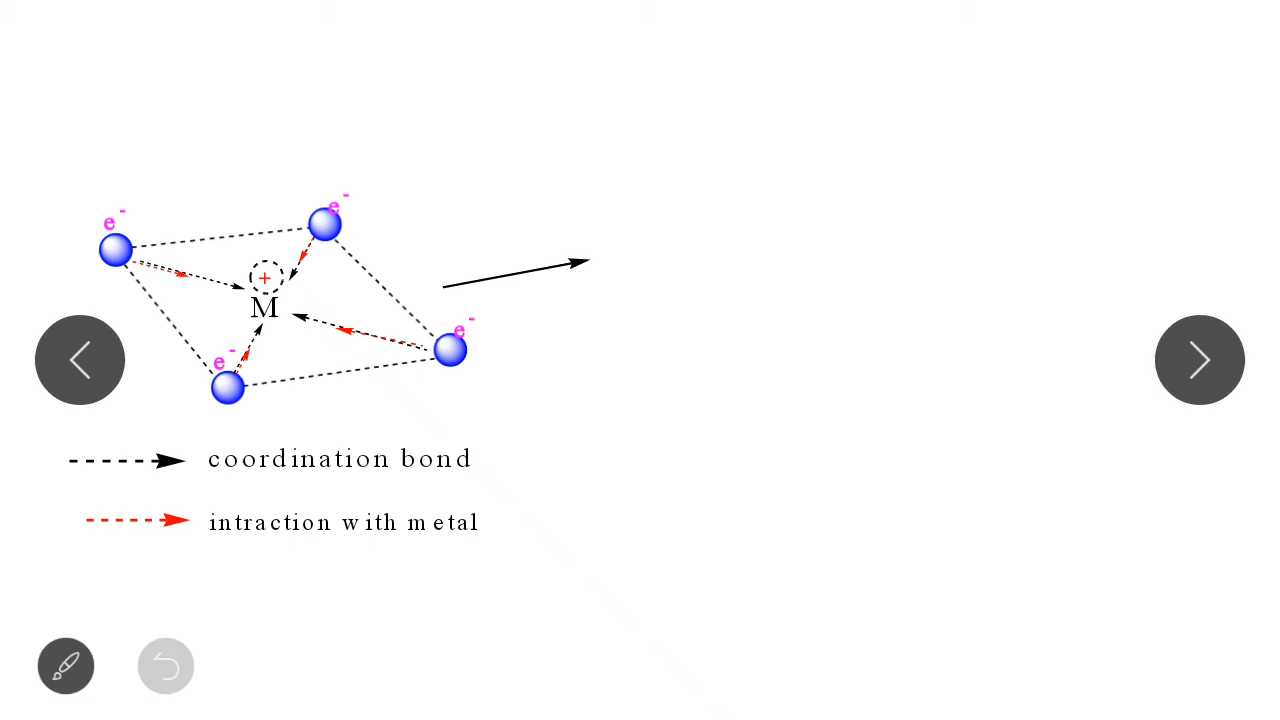 e-
e-
+
M
e-
e-
coordination bond
intraction with metal